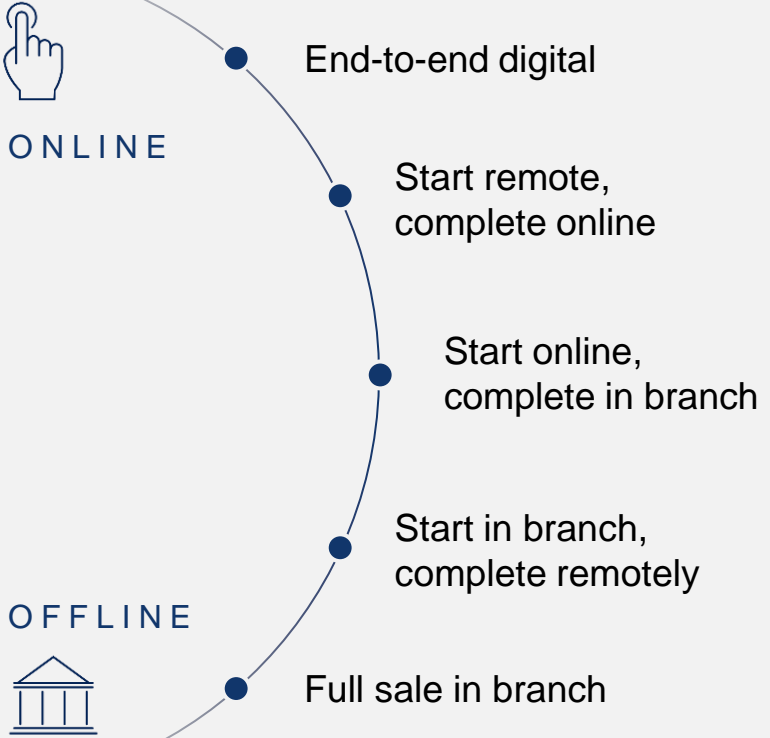 End-to-end digital
ONLINE
Start remote,
complete online
Start online,
complete in branch
Start in branch,
complete remotely
OFFLINE
Full sale in branch